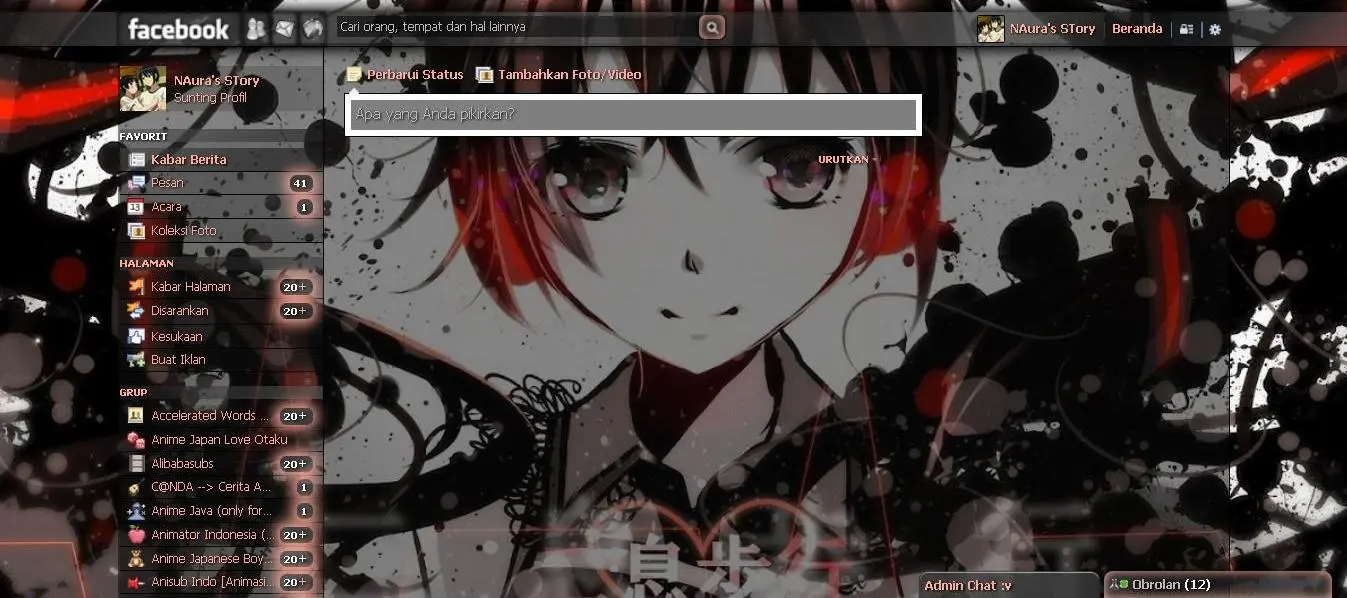 facebook
Cari orang, tempat dan hal lainnya
NAura's STory
Beranda
NAura's STory
Sunting Profil
Perbarui Status
Tambahkan Foto/Video
Apa yang Anda pikirkan?
URUTKAN
FAVORIT
Kabar Berita
Pesan 41
Acara 1
Koleksi Foto
HALAMAN
Kabar Halaman 20+
Disarankan 20+
Kesukaan
Buat Iklan
GRUP
Accelerated Words ... 20+
Anime Japan Love Otaku
Alibabasubs 20+
C@NDA --> Cerita A... 1
Anime Java (only for... 1
Animator Indonesia (... 20+
Anime Japanese Boy... 20+
Anisub Indo [Animasi... 20+
Admin Chat :v
Obrolan (12)